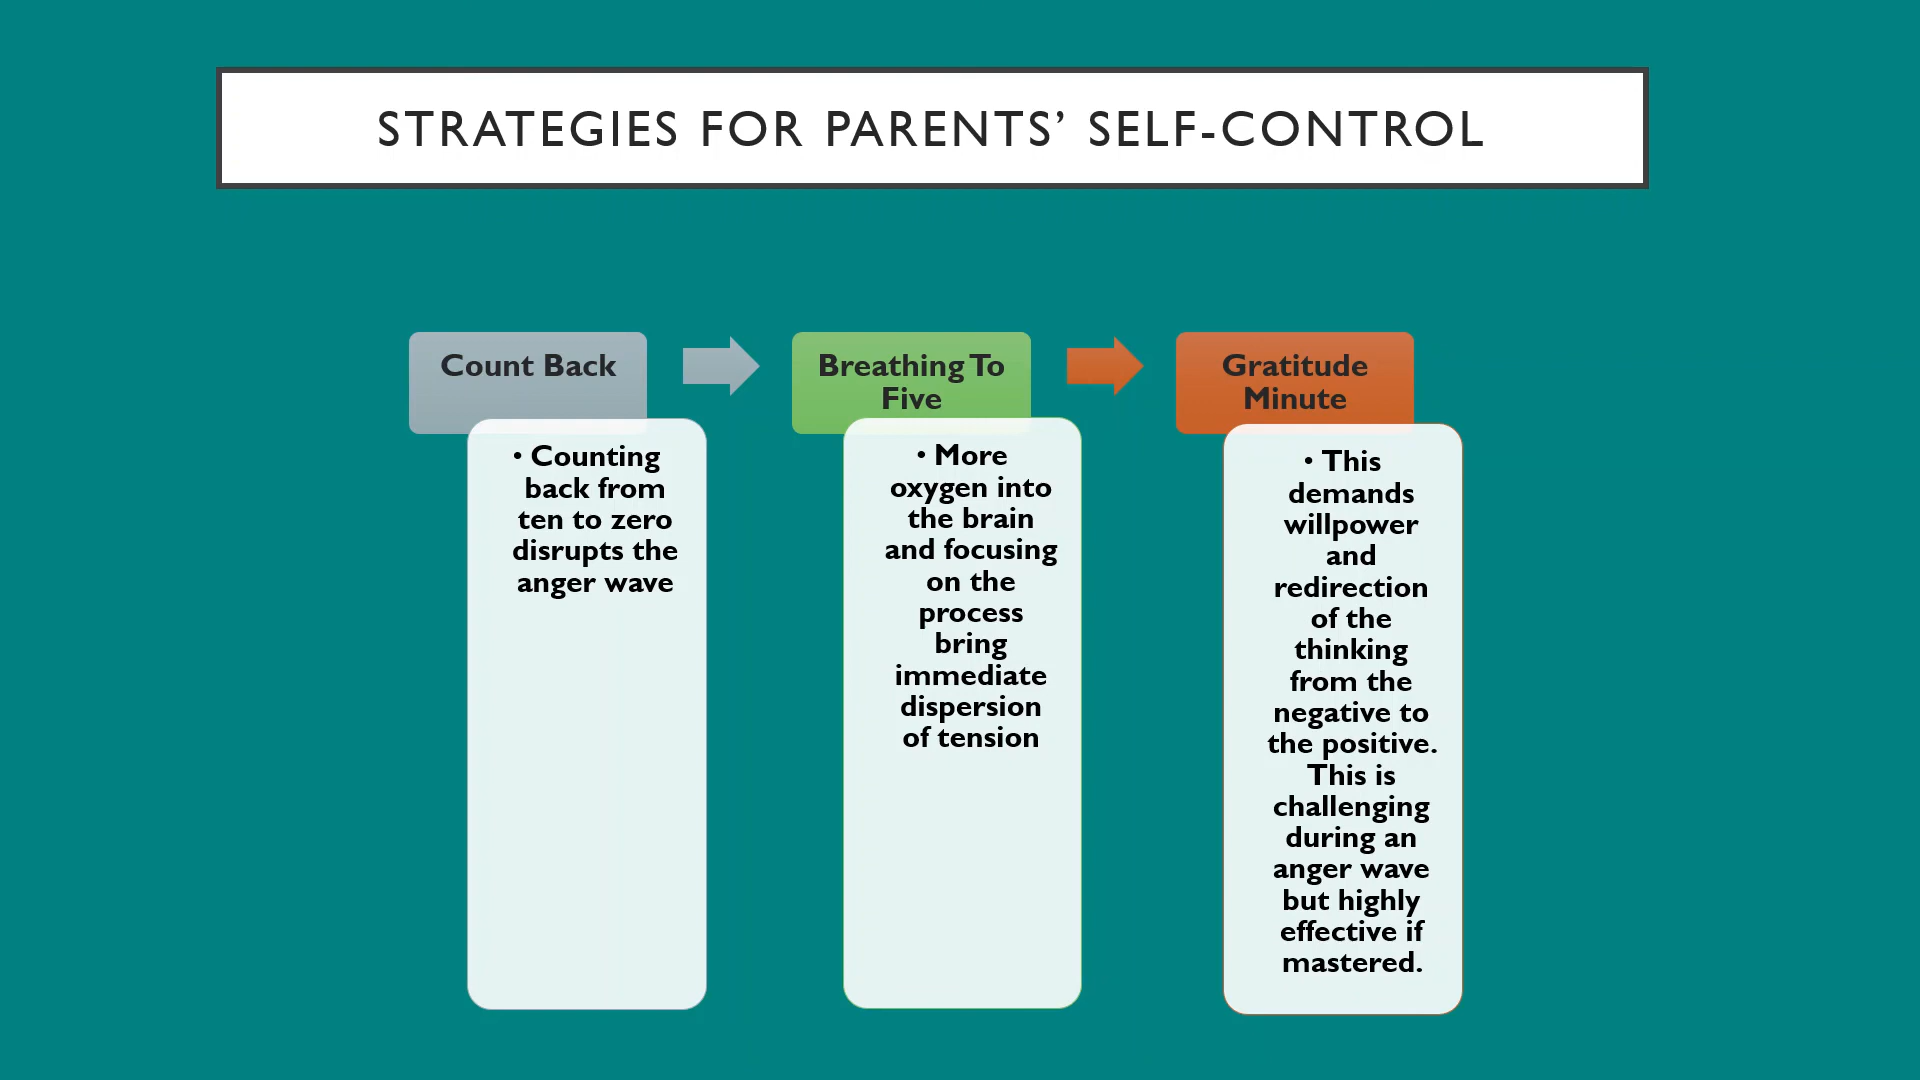 STRATEGIES FOR PARENTS’ SELF-CONTROL
Count Back
• Counting
back from
ten to zero
disrupts the
anger wave
Breathing To
Five
• More
oxygen into
the brain
and focusing
on the
process
bring
immediate
dispersion
of tension
Gratitude
Minute
• This
demands
willpower
and
redirection
of the
thinking
from the
negative to
the positive.
This is
challenging
during an
anger wave
but highly
effective if
mastered.